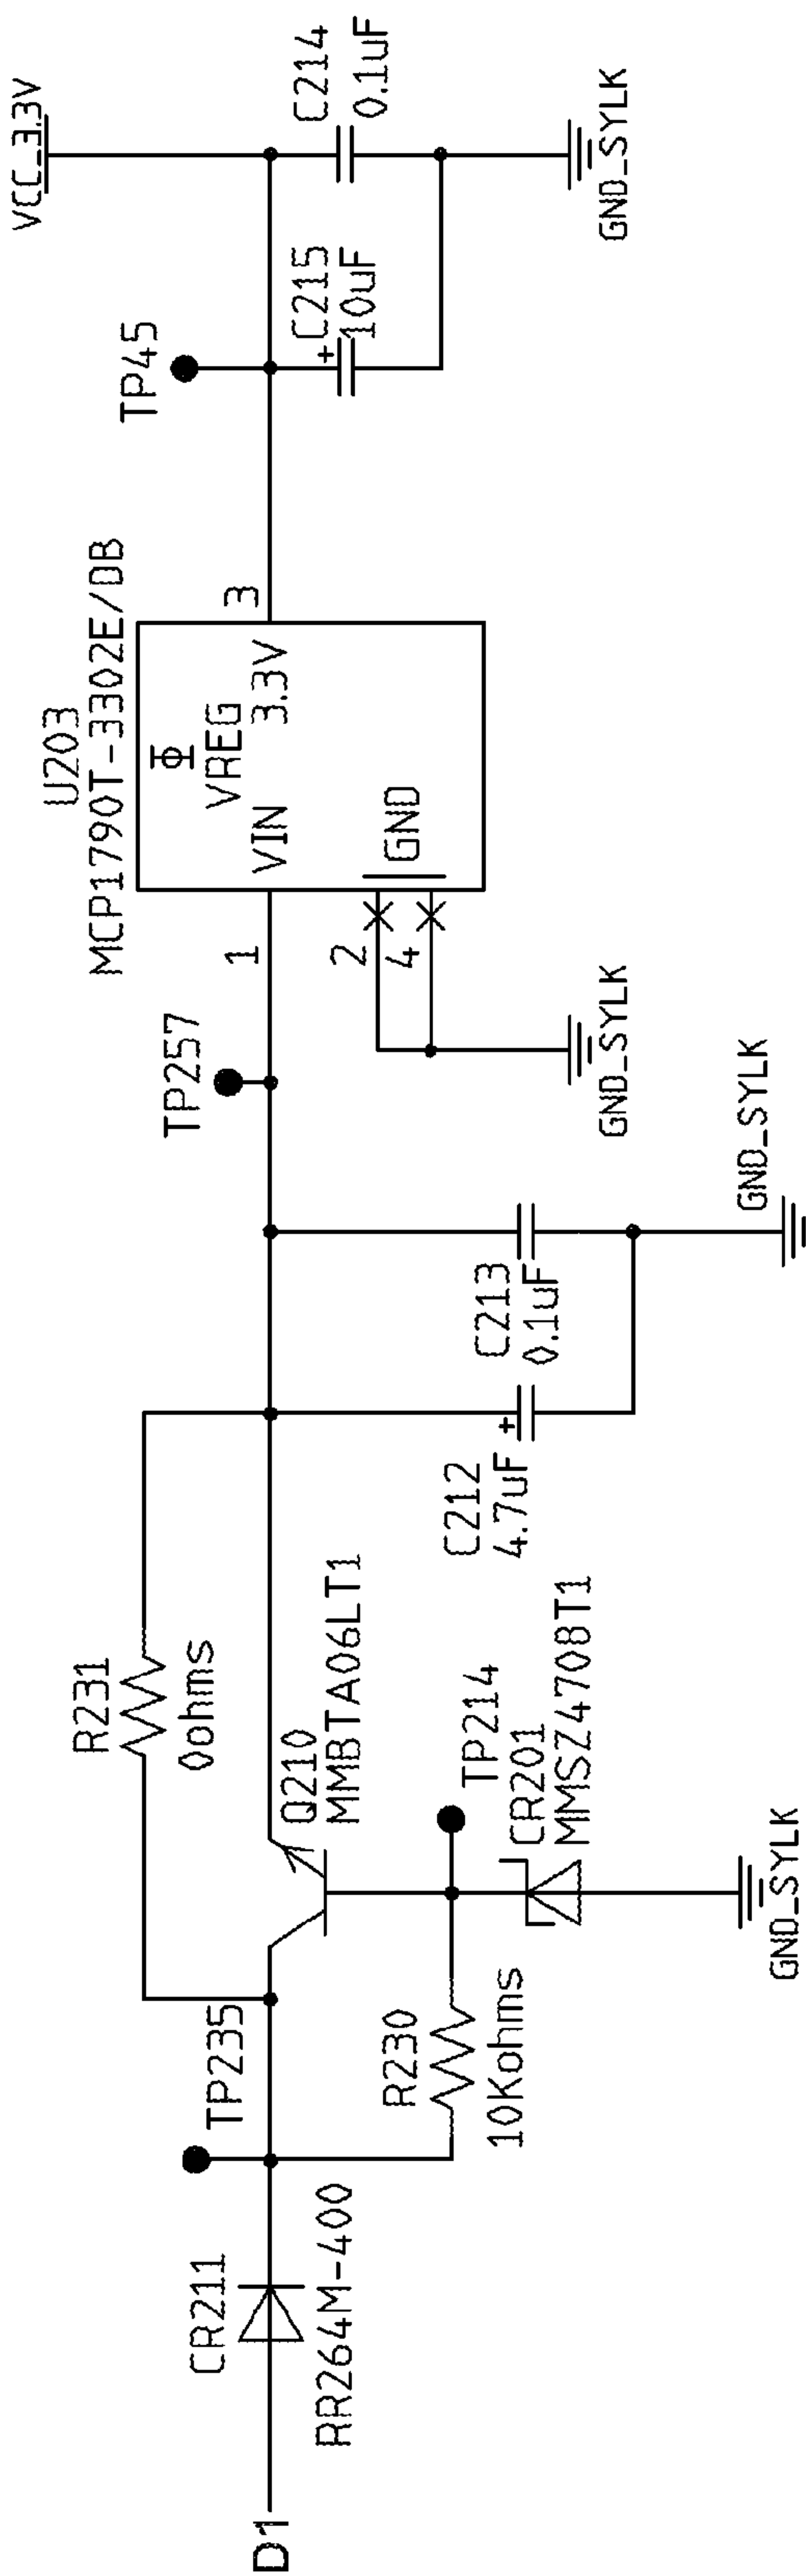 D1
CR211
RR264M-400
TP235
R230
10Kohms
R231
0ohms
Q210
MMBTA06LT1
TP214
CR201
MMSZ4708T1
GND_SYLK
C212
4.7uF
+
C213
0.1uF
GND_SYLK
TP257
1
2
4
GND_SYLK
U203
MCP1790T-3302E/DB
Φ
VREG
VIN
3.3V
GND
3
TP45
+
C215
10uF
C214
0.1uF
VCC_3.3V
GND_SYLK